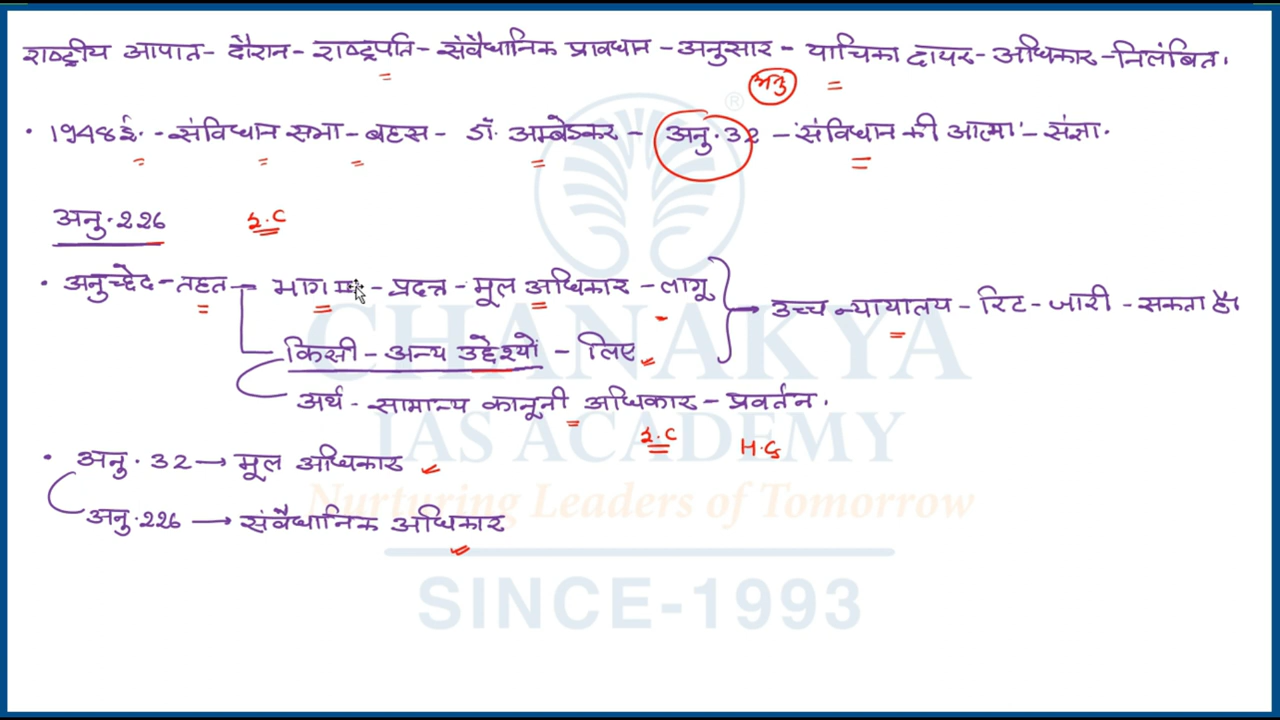 राष्ट्रीय आपात - दौरान - राष्ट्रपति - संवैधानिक प्रावधान - अनुसार - याचिका दायर - अधिकार - निलंबित.
अनु
• 1948 ई. - संविधान सभा - बहस - डॉ. अम्बेडकर - अनु. 32 - 'संविधान की आत्मा' - संज्ञा.
अनु. 226 S.C
• अनुच्छेद - तहत - भाग - प्रदत्त - मूल अधिकार - लागू
उच्च न्यायालय - रिट - जारी - सकता है।
किसी - अन्य उद्देश्यों - लिए
अर्थ - सामान्य कानूनी अधिकार - प्रवर्तन.
S.C H.C
• अनु. 32 → मूल अधिकार
अनु. 226 → संवैधानिक अधिकार
CHANAKYA
IAS ACADEMY
Nurturing Leaders of Tomorrow
SINCE-1993